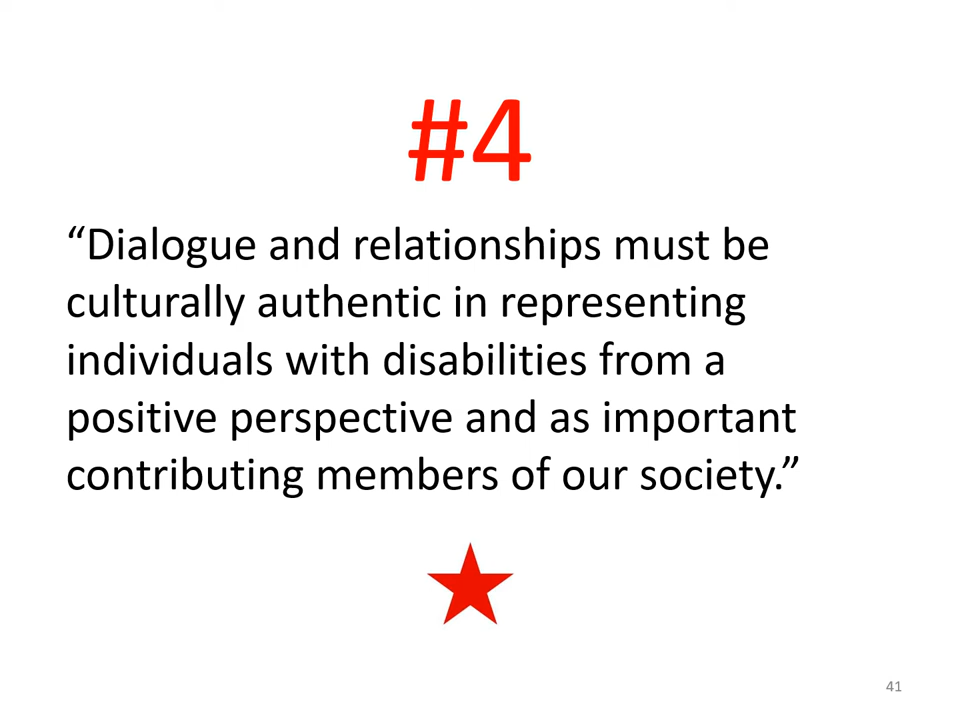 #4
“Dialogue and relationships must be
culturally authentic in representing
individuals with disabilities from a
positive perspective and as important
contributing members of our society.”
41